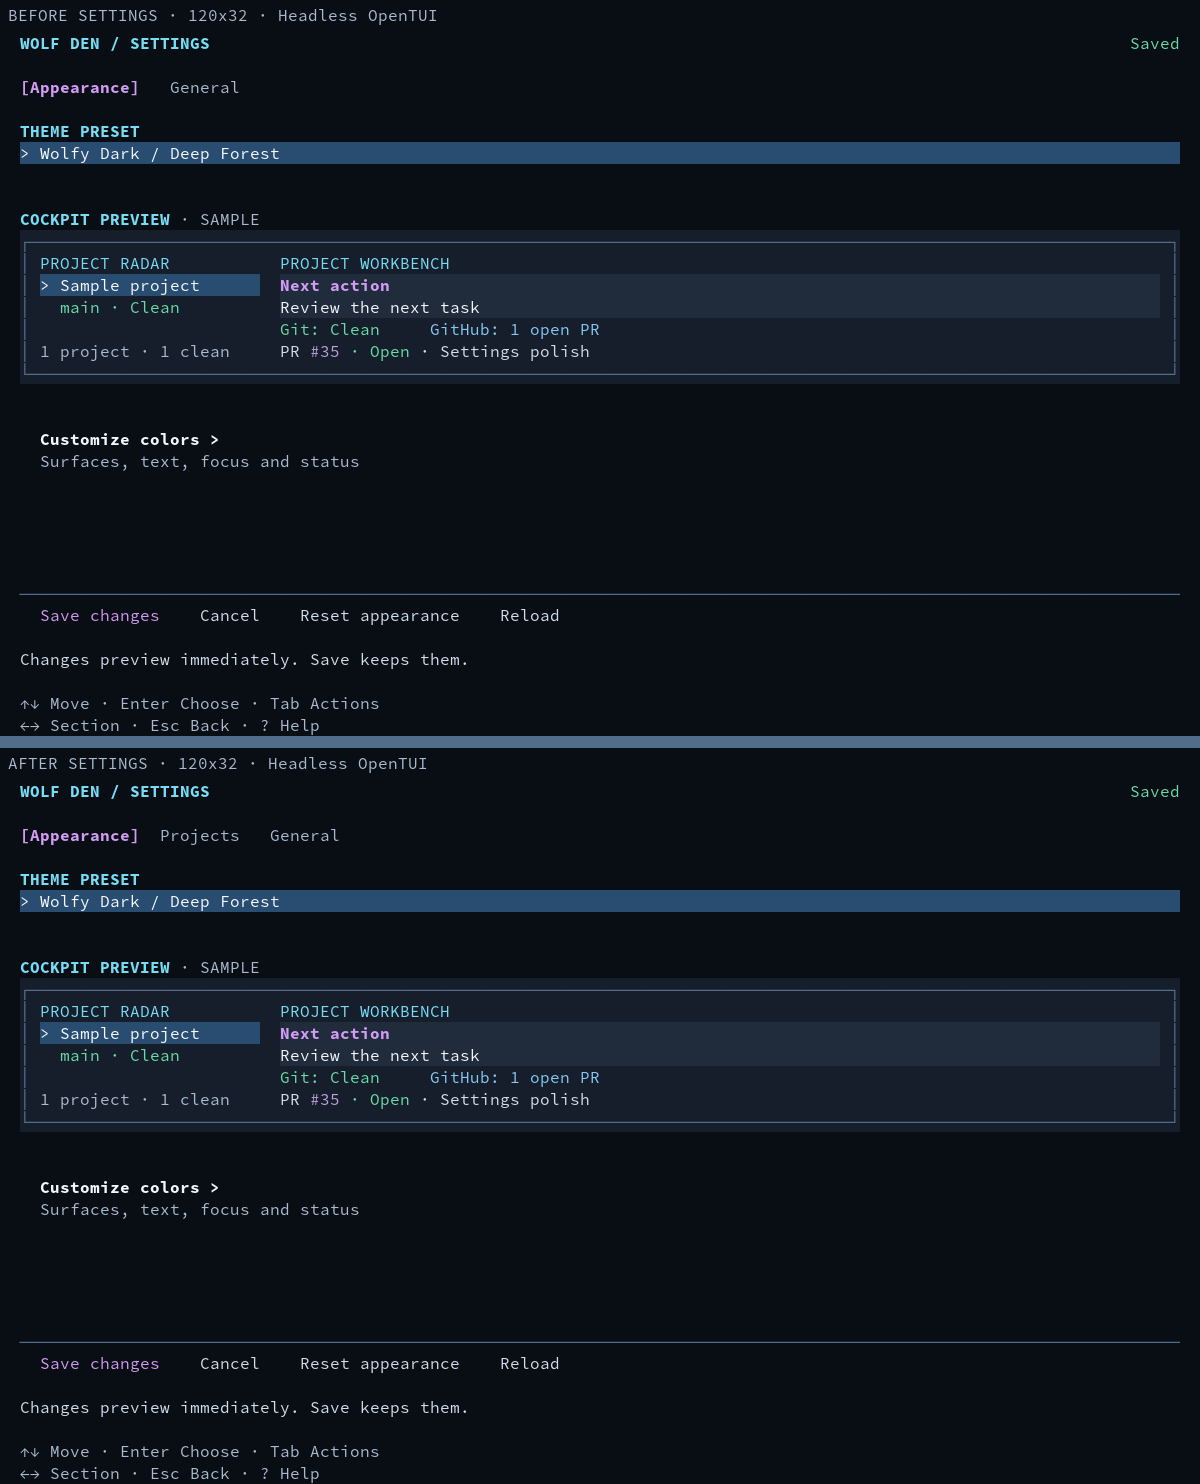 BEFORE SETTINGS · 120x32 · Headless OpenTUI
WOLF DEN / SETTINGS Saved
[Appearance] General
THEME PRESET
> Wolfy Dark / Deep Forest
COCKPIT PREVIEW · SAMPLE
PROJECT RADAR PROJECT WORKBENCH
> Sample project Next action
main · Clean Review the next task
Git: Clean GitHub: 1 open PR
1 project · 1 clean PR #35 · Open · Settings polish
Customize colors >
Surfaces, text, focus and status
Save changes Cancel Reset appearance Reload
Changes preview immediately. Save keeps them.
↑↓ Move · Enter Choose · Tab Actions
←→ Section · Esc Back · ? Help
AFTER SETTINGS · 120x32 · Headless OpenTUI
WOLF DEN / SETTINGS Saved
[Appearance] Projects General
THEME PRESET
> Wolfy Dark / Deep Forest
COCKPIT PREVIEW · SAMPLE
PROJECT RADAR PROJECT WORKBENCH
> Sample project Next action
main · Clean Review the next task
Git: Clean GitHub: 1 open PR
1 project · 1 clean PR #35 · Open · Settings polish
Customize colors >
Surfaces, text, focus and status
Save changes Cancel Reset appearance Reload
Changes preview immediately. Save keeps them.
↑↓ Move · Enter Choose · Tab Actions
←→ Section · Esc Back · ? Help